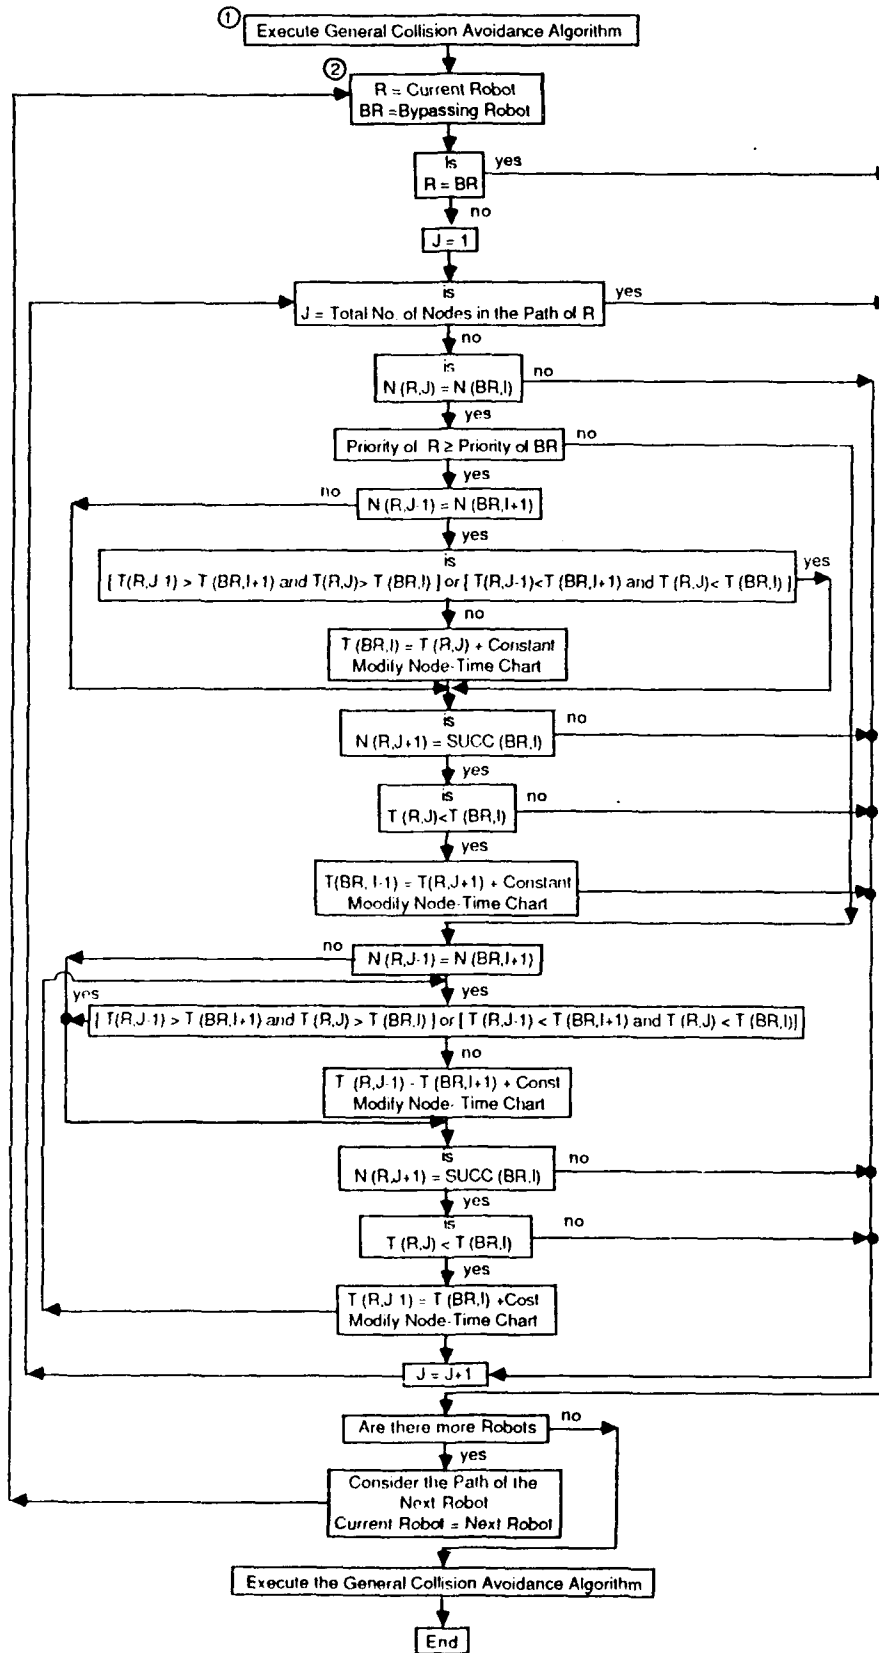 ①
Execute General Collision Avoidance Algorithm
②
R = Current Robot
BR =Bypassing Robot
Is
R = BR
yes
no
J = 1
is
J = Total No. of Nodes in the Path of R
yes
no
is
N (R,J) = N (BR,I)
no
yes
Priority of R ≥ Priority of BR
no
yes
no
N (R,J-1) = N (BR,I+1)
yes
is
[ T(R,J 1) > T (BR,I+1) and T(R,J)> T (BR,I) ] or [ T(R,J-1)<T (BR,I+1) and T (R,J)< T (BR,I) ]
yes
no
T (BR,I) = T (R,J) + Constant
Modify Node-Time Chart
is
N (R,J+1) = SUCC (BR,I)
no
yes
is
T (R,J)<T (BR,I)
no
yes
T(BR, I-1) = T(R,J+1) + Constant
Moodify Node-Time Chart
no
N (R,J-1) = N (BR,I+1)
yes
yes
[ T(R,J-1) > T (BR,I+1) and T (R,J) > T (BR,I) ] or [ T (R,J-1) < T (BR,I+1) and T (R,J) < T (BR,I)]
no
T (R,J-1) - T (BR,I+1) + Const
Modify Node- Time Chart
is
N (R,J+1) = SUCC (BR,I)
no
yes
is
T (R,J) < T (BR,I)
no
yes
T (R,J 1) = T (BR,I) +Cost
Modify Node-Time Chart
J = J+1
Are there more Robots
no
yes
Consider the Path of the
Next Robot
Current Robot = Next Robot
Execute the General Collision Avoidance Algorithm
End